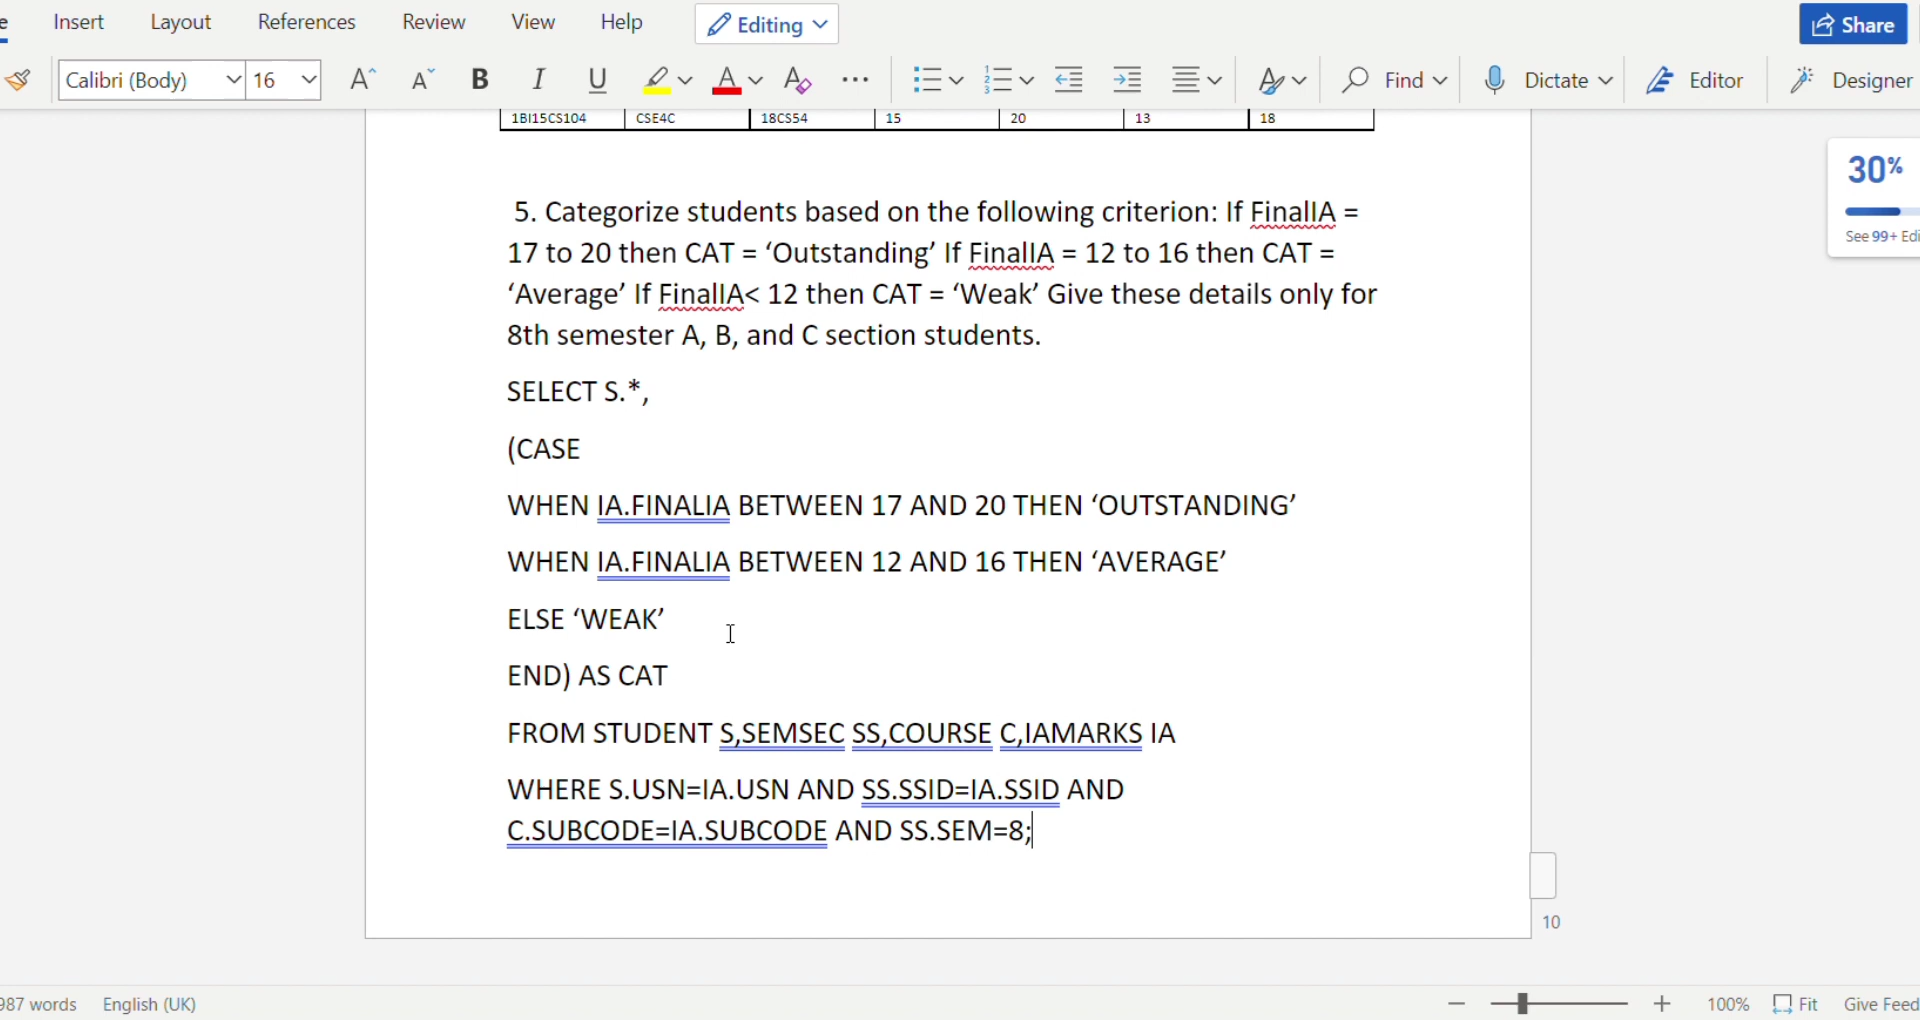 Insert Layout References Review View Help Editing Share
Calibri (Body) 16 A A B I U A A Find Dictate Editor Designer
1BI15CS104 CSE4C 18CS54 15 20 13 18
30%
See 99+ Edi
5. Categorize students based on the following criterion: If FinalIA =
17 to 20 then CAT = ‘Outstanding’ If FinalIA = 12 to 16 then CAT =
‘Average’ If FinalIA< 12 then CAT = ‘Weak’ Give these details only for
8th semester A, B, and C section students.
SELECT S.*,
(CASE
WHEN IA.FINALIA BETWEEN 17 AND 20 THEN ‘OUTSTANDING’
WHEN IA.FINALIA BETWEEN 12 AND 16 THEN ‘AVERAGE’
ELSE ‘WEAK’
END) AS CAT
FROM STUDENT S,SEMSEC SS,COURSE C,IAMARKS IA
WHERE S.USN=IA.USN AND SS.SSID=IA.SSID AND
C.SUBCODE=IA.SUBCODE AND SS.SEM=8;
10
987 words English (UK) 100% Fit Give Feed